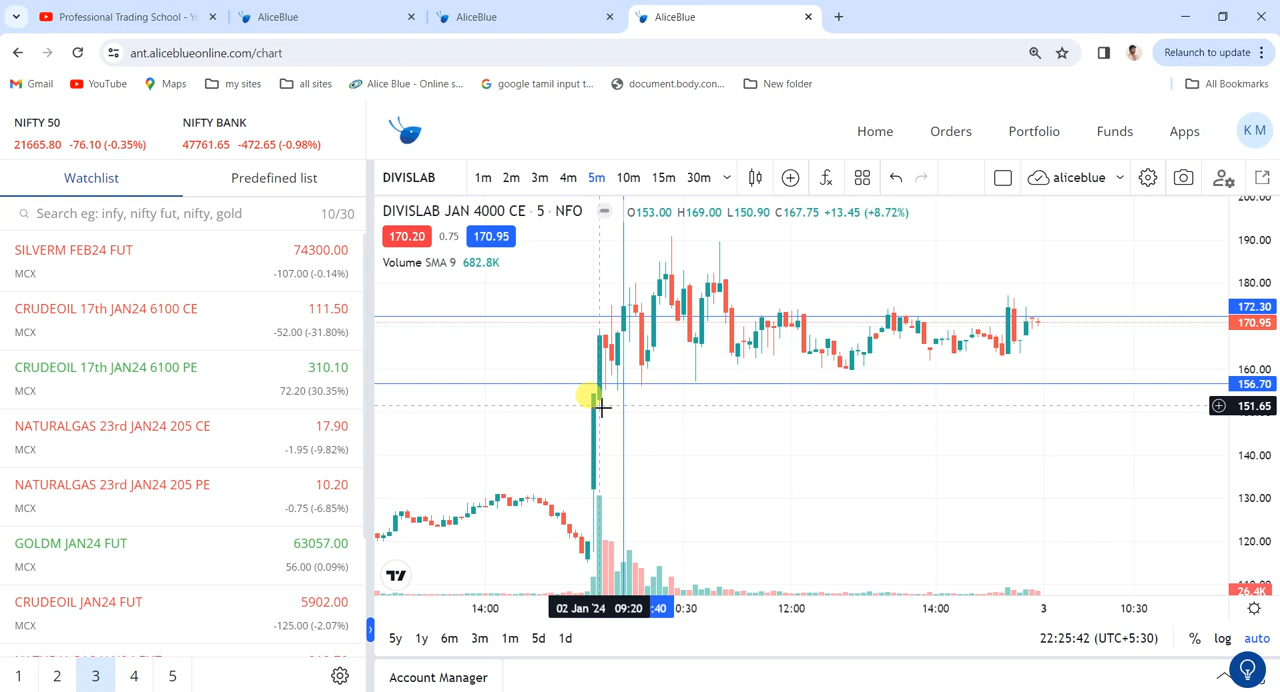 Professional Trading School - Yo
AliceBlue
AliceBlue
AliceBlue
ant.aliceblueonline.com/chart
Relaunch to update
Gmail
YouTube
Maps
my sites
all sites
Alice Blue - Online s...
google tamil input t...
document.body.con...
New folder
All Bookmarks
NIFTY 50
21665.80 -76.10 (-0.35%)
NIFTY BANK
47761.65 -472.65 (-0.98%)
Home
Orders
Portfolio
Funds
Apps
K M
Watchlist
Predefined list
Search eg: infy, nifty fut, nifty, gold
10/30
SILVERM FEB24 FUT 74300.00
MCX -107.00 (-0.14%)
CRUDEOIL 17th JAN24 6100 CE 111.50
MCX -52.00 (-31.80%)
CRUDEOIL 17th JAN24 6100 PE 310.10
MCX 72.20 (30.35%)
NATURALGAS 23rd JAN24 205 CE 17.90
MCX -1.95 (-9.82%)
NATURALGAS 23rd JAN24 205 PE 10.20
MCX -0.75 (-6.85%)
GOLDM JAN24 FUT 63057.00
MCX 56.00 (0.09%)
CRUDEOIL JAN24 FUT
MCX -125.00 (-2.07%)
1 2 3 4 5
DIVISLAB
1m 2m 3m 4m 5m 10m 15m 30m
aliceblue
DIVISLAB JAN 4000 CE · 5 · NFO
O153.00 H169.00 L150.90 C167.75 +13.45 (+8.72%)
170.20 0.75 170.95
Volume SMA 9 682.8K
200.00
190.00
180.00
172.30
170.95
160.00
156.70
151.65
140.00
130.00
120.00
26.4K
14:00
02 Jan '24 09:20
:40
0:30
12:00
14:00
3
10:30
5y 1y 6m 3m 1m 5d 1d
22:25:42 (UTC+5:30)
% log auto
Account Manager